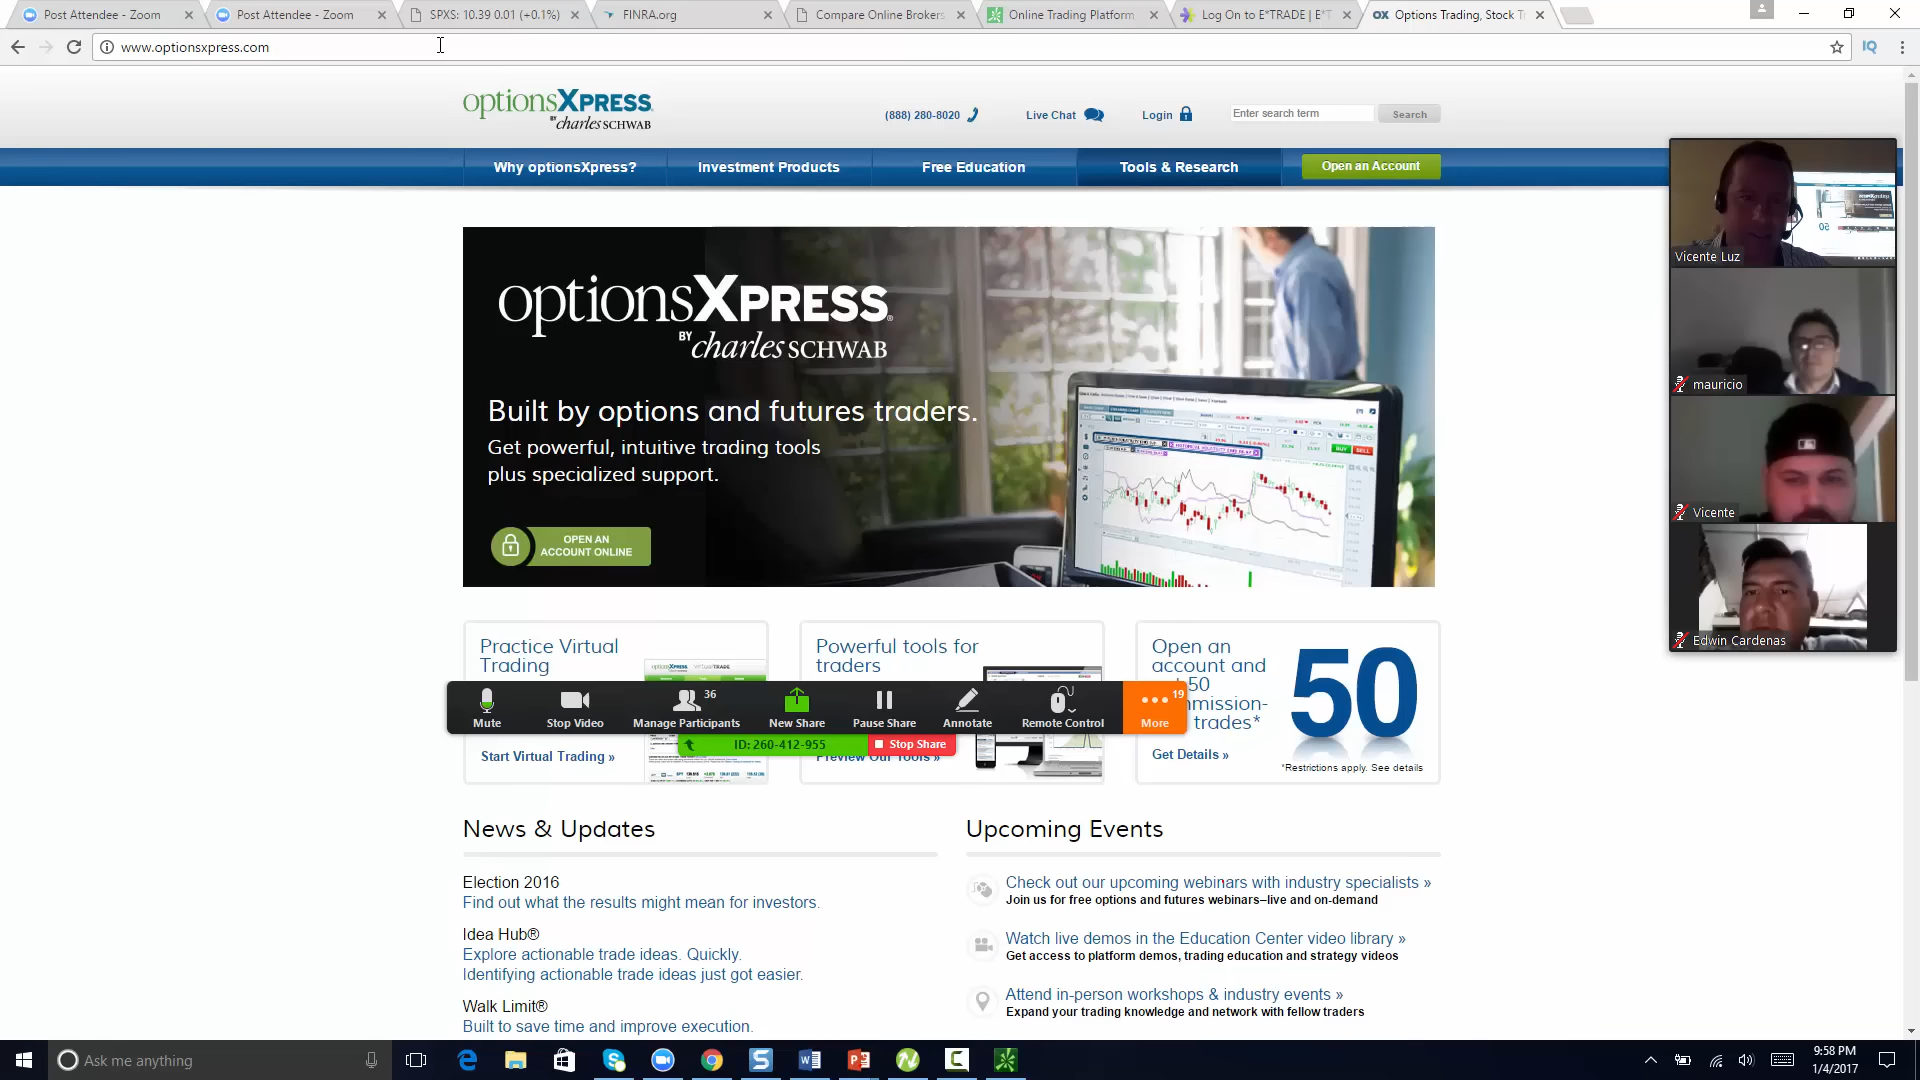 Post Attendee - Zoom
Post Attendee - Zoom
SPXS: 10.39 0.01 (+0.1%)
FINRA.org
Compare Online Brokers
Online Trading Platform
Log On to E*TRADE | E*T
OX Options Trading, Stock T
www.optionsxpress.com
IQ
optionsXPRESS
BY charles SCHWAB
(888) 280-8020
Live Chat
Login
Enter search term
Search
Why optionsXpress?
Investment Products
Free Education
Tools & Research
Open an Account
optionsXPRESS®
BY charles SCHWAB
Built by options and futures traders.
Get powerful, intuitive trading tools
plus specialized support.
OPEN AN
ACCOUNT ONLINE
BUY SELL
Vicente Luz
mauricio
Vicente
Edwin Cardenas
Practice Virtual
Trading
Start Virtual Trading »
Powerful tools for
traders
Preview Our Tools »
Open an
account and
50
mmission-
trades*
Get Details »
50
*Restrictions apply. See details
Mute
Stop Video
36
Manage Participants
New Share
Pause Share
Annotate
Remote Control
19
More
ID: 260-412-955
Stop Share
News & Updates
Election 2016
Find out what the results might mean for investors.
Idea Hub®
Explore actionable trade ideas. Quickly.
Identifying actionable trade ideas just got easier.
Walk Limit®
Built to save time and improve execution.
Upcoming Events
Check out our upcoming webinars with industry specialists »
Join us for free options and futures webinars–live and on-demand
Watch live demos in the Education Center video library »
Get access to platform demos, trading education and strategy videos
Attend in-person workshops & industry events »
Expand your trading knowledge and network with fellow traders
Ask me anything
9:58 PM
1/4/2017